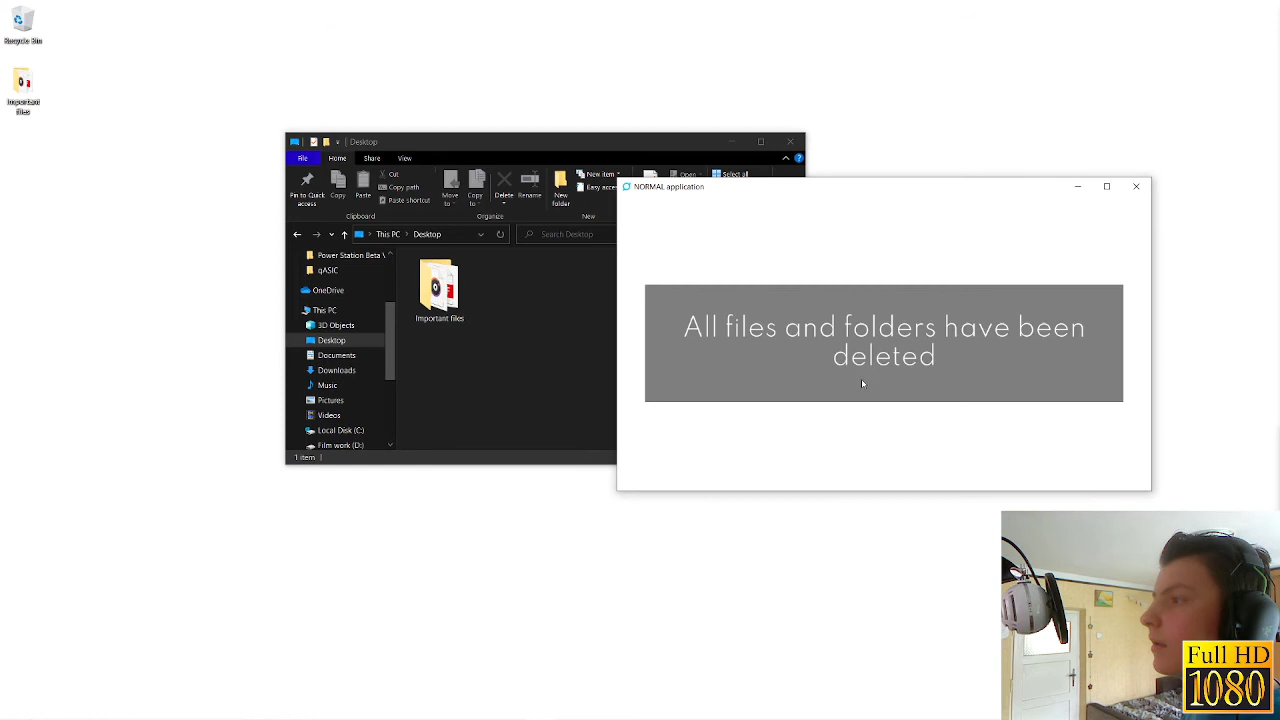 Recycle Bin
Important
files
Desktop
File Home Share View
Pin to Quick
access
Copy
Paste
Cut
Copy path
Paste shortcut
Clipboard
Move
to
Copy
to
Delete
Rename
Organize
New
folder
New item
Easy acce
New
Open
Select all
This PC > Desktop
Search Desktop
Power Station Beta V
qASIC
OneDrive
This PC
3D Objects
Desktop
Documents
Downloads
Music
Pictures
Videos
Local Disk (C:)
Film work (D:)
Important files
1 item
NORMAL application
All files and folders have been
deleted
Full HD
1080